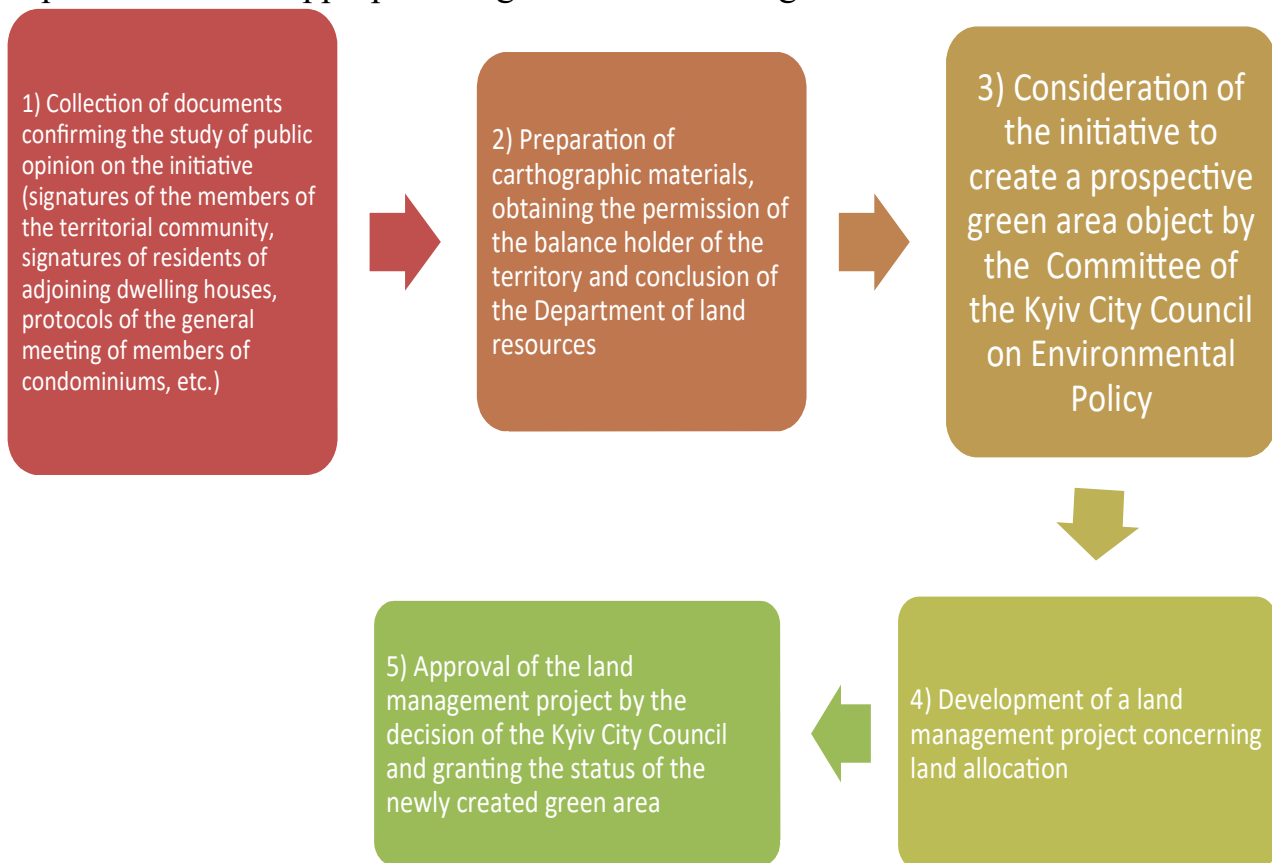 1) Collection of documents
confirming the study of public
opinion on the initiative
(signatures of the members of
the territorial community,
signatures of residents of
adjoining dwelling houses,
protocols of the general
meeting of members of
condominiums, etc.)
2) Preparation of
carthographic materials,
obtaining the permission of
the balance holder of the
territory and conclusion of
the Department of land
resources
3) Consideration of
the initiative to
create a prospective
green area object by
the Committee of
the Kyiv City Council
on Environmental
Policy
5) Approval of the land
management project by the
decision of the Kyiv City Council
and granting the status of the
newly created green area
4) Development of a land
management project concerning
land allocation